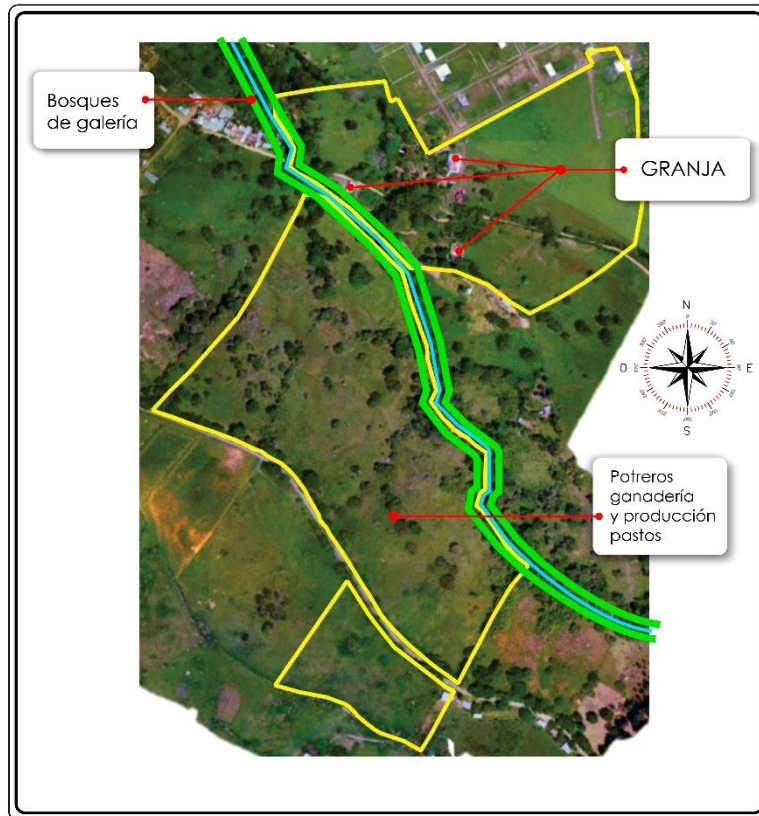 Bosques
de galería
GRANJA
N
O
E
S
Potreros
ganadería
y producción
pastos